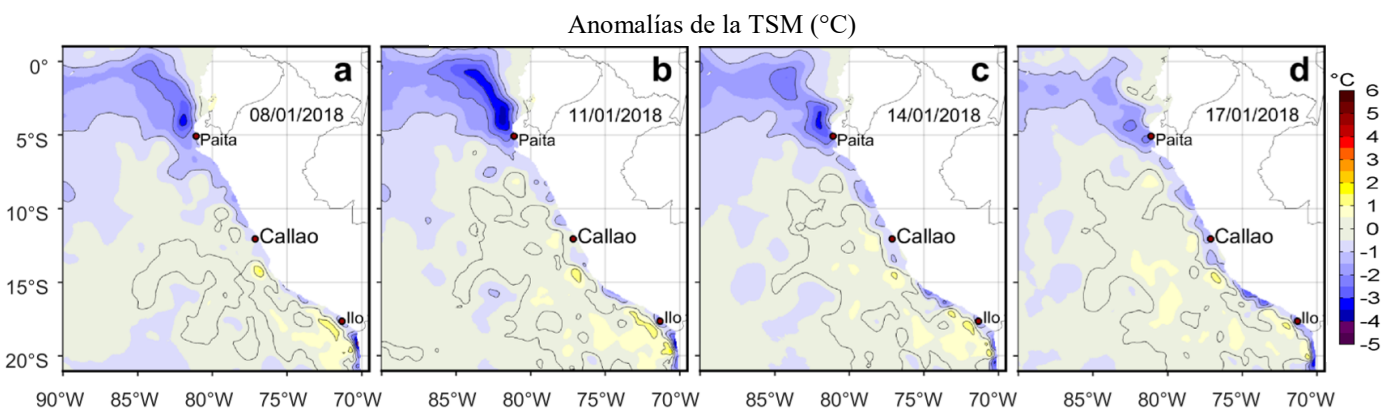 Anomalías de la TSM (°C)
a b c d
08/01/2018 11/01/2018 14/01/2018 17/01/2018
Paita Paita Paita Paita
Callao Callao Callao Callao
Ilo Ilo Ilo Ilo
0°
5°S
10°S
15°S
20°S
90°W 85°W 80°W 75°W 70°W 85°W 80°W 75°W 70°W 85°W 80°W 75°W 70°W 85°W 80°W 75°W 70°W
°C
6
5
4
3
2
1
0
-1
-2
-3
-4
-5